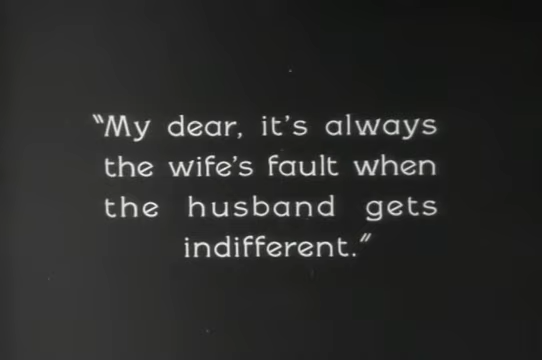 "My dear, it's always
the wife's fault when
the husband gets
indifferent."